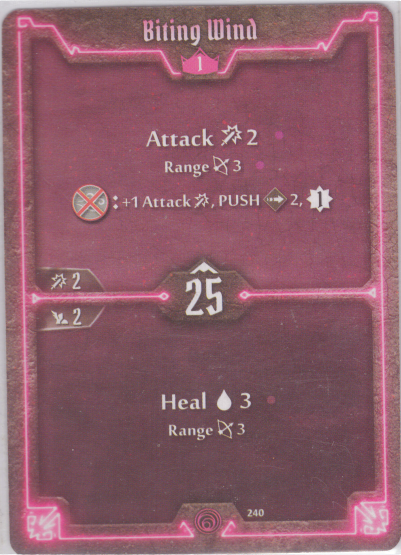 Biting Wind
1
Attack 2
Range 3
: +1 Attack , PUSH 2, 1
2
25
2
Heal 3
Range 3
240